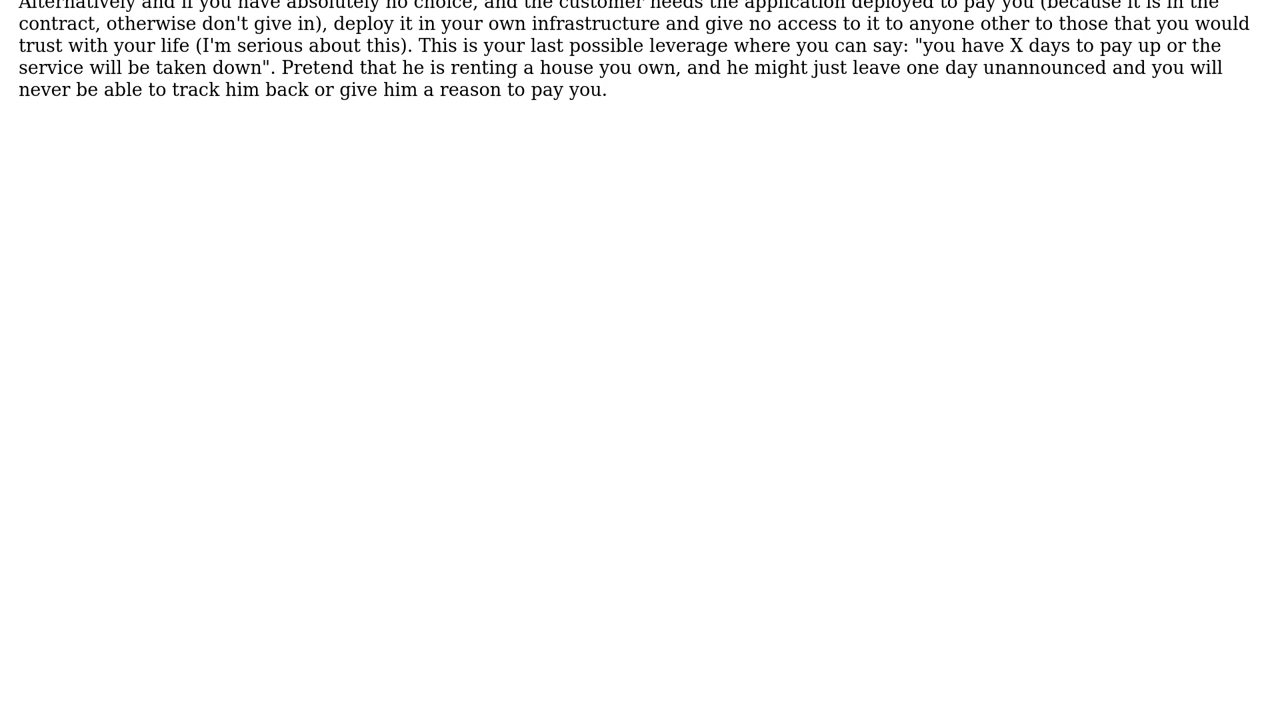 Alternatively and if you have absolutely no choice, and the customer needs the application deployed to pay you (because it is in the
contract, otherwise don't give in), deploy it in your own infrastructure and give no access to it to anyone other to those that you would
trust with your life (I'm serious about this). This is your last possible leverage where you can say: "you have X days to pay up or the
service will be taken down". Pretend that he is renting a house you own, and he might just leave one day unannounced and you will
never be able to track him back or give him a reason to pay you.